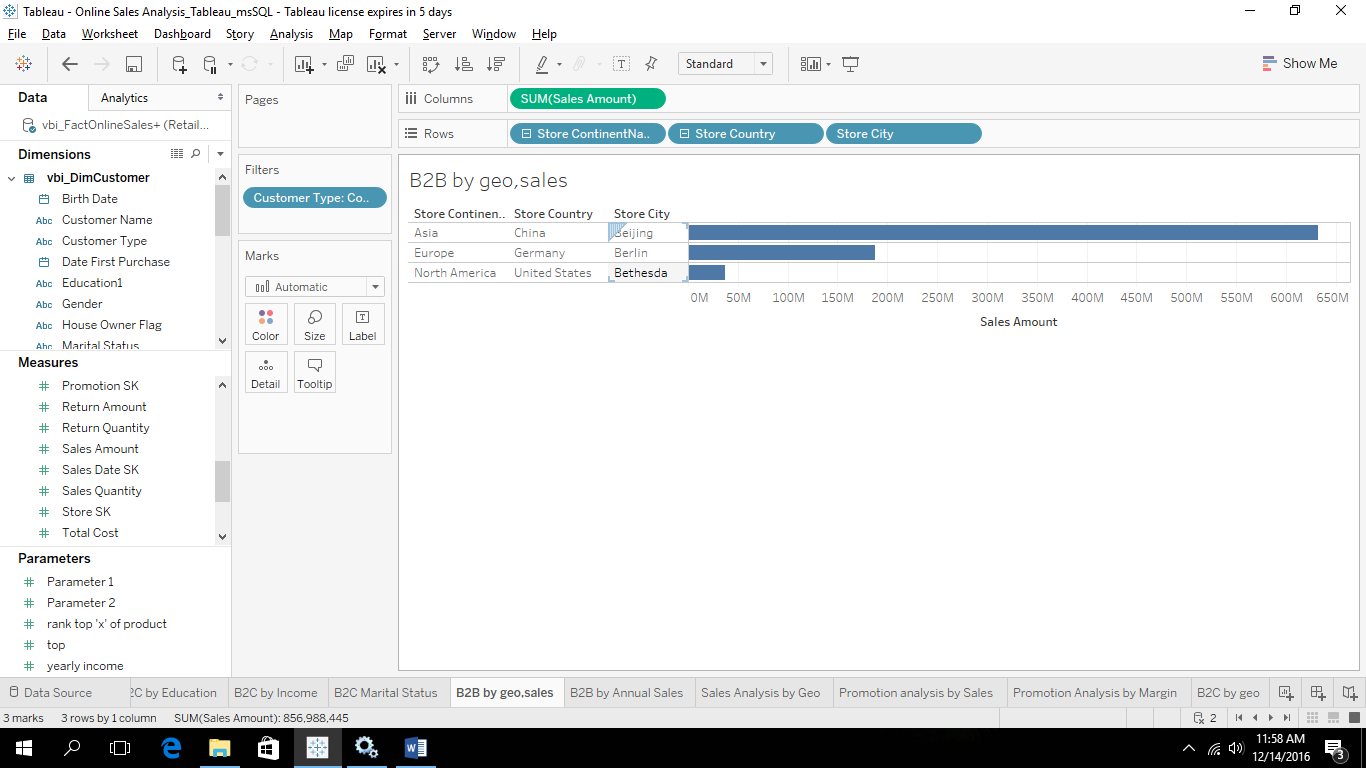 Tableau - Online Sales Analysis_Tableau_msSQL - Tableau license expires in 5 days
File Data Worksheet Dashboard Story Analysis Map Format Server Window Help
Standard
Show Me
Data Analytics
vbi_FactOnlineSales+ (Retail...
Dimensions
vbi_DimCustomer
Birth Date
Abc Customer Name
Abc Customer Type
Date First Purchase
Abc Education1
Abc Gender
Abc House Owner Flag
Abc Marital Status
Measures
Promotion SK
Return Amount
Return Quantity
Sales Amount
Sales Date SK
Sales Quantity
Store SK
Total Cost
Parameters
Parameter 1
Parameter 2
rank top 'x' of product
top
yearly income
Pages
Filters
Customer Type: Co..
Marks
Automatic
Color Size Label
Detail Tooltip
Columns SUM(Sales Amount)
Rows Store ContinentNa.. Store Country Store City
B2B by geo,sales
Store Continen.. Store Country Store City
Asia China Beijing
Europe Germany Berlin
North America United States Bethesda
0M 50M 100M 150M 200M 250M 300M 350M 400M 450M 500M 550M 600M 650M
Sales Amount
Data Source 2C by Education B2C by Income B2C Marital Status B2B by geo,sales B2B by Annual Sales Sales Analysis by Geo Promotion analysis by Sales Promotion Analysis by Margin B2C by geo
3 marks 3 rows by 1 column SUM(Sales Amount): 856,988.445 2
11:58 AM
12/14/2016
3